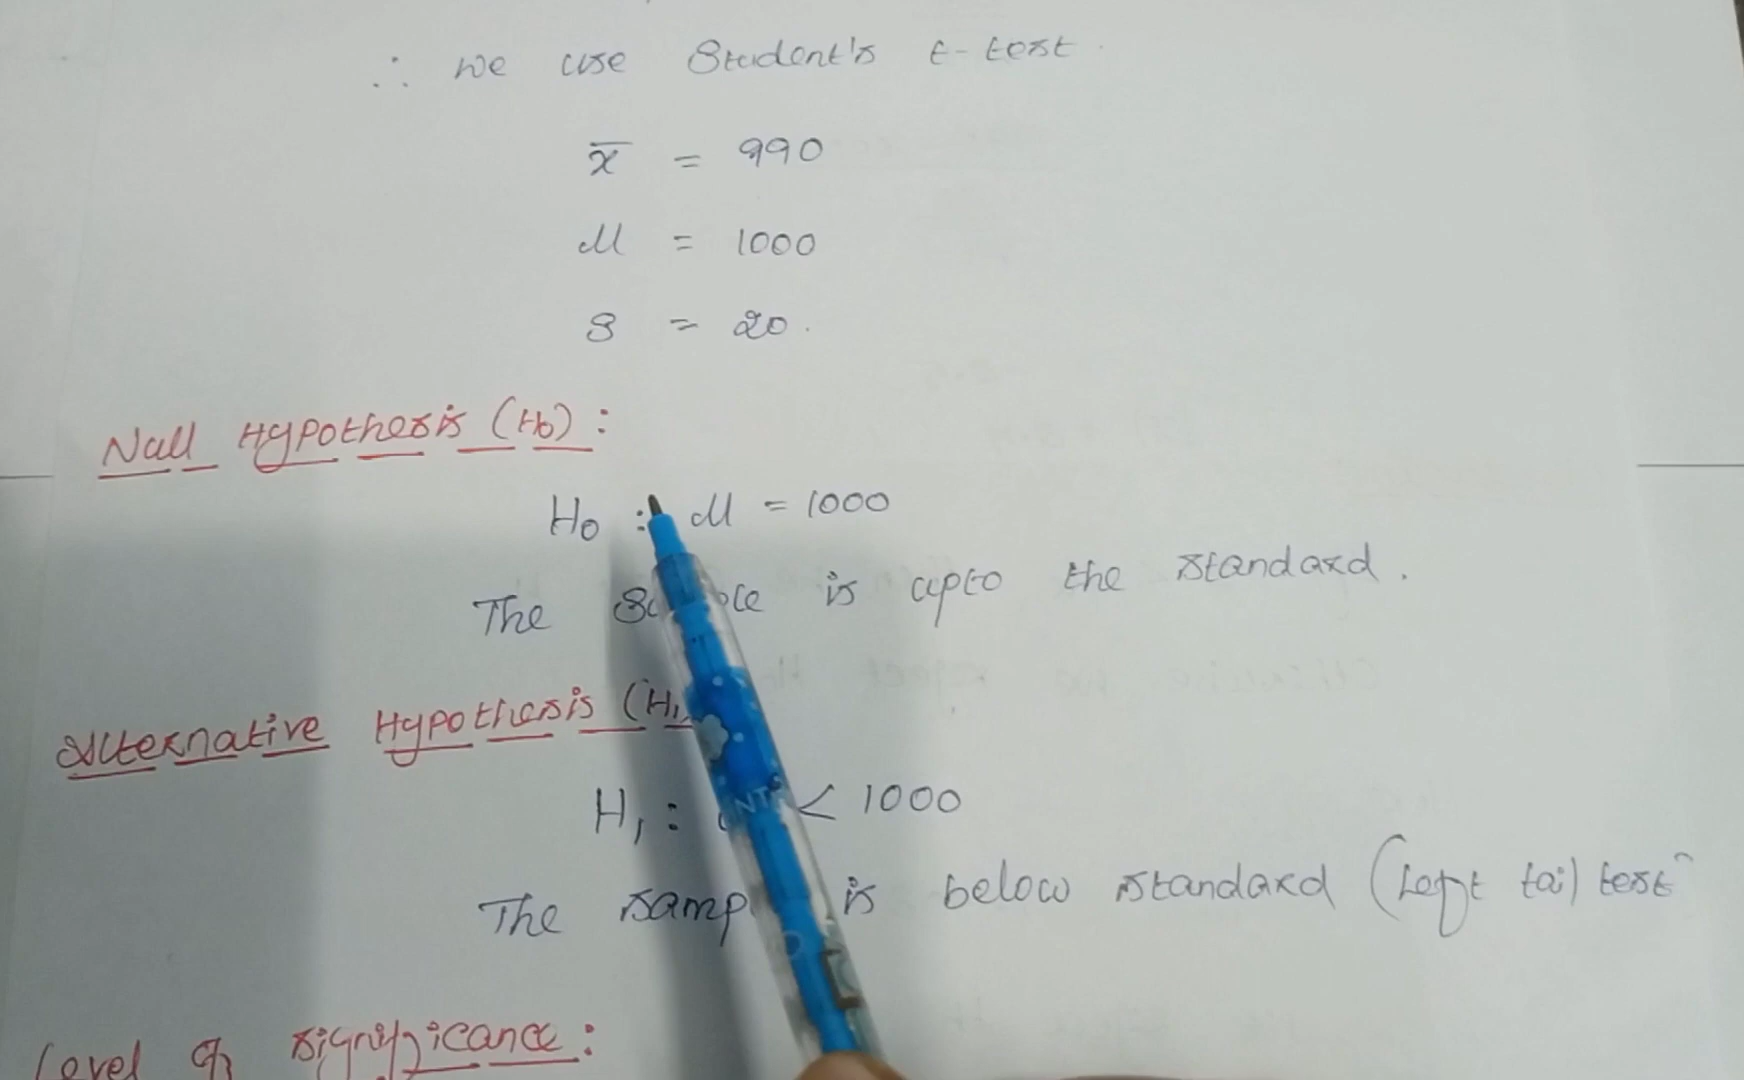 ∴ we use Student's t-test.
x̄ = 990
μ = 1000
S = 20.
Null Hypothesis (H₀) :
H₀ : μ = 1000
The is upto the standard.
Alternative Hypothesis (H₁
H₁ : < 1000
The is below standard (Left tail test
Level of significance :